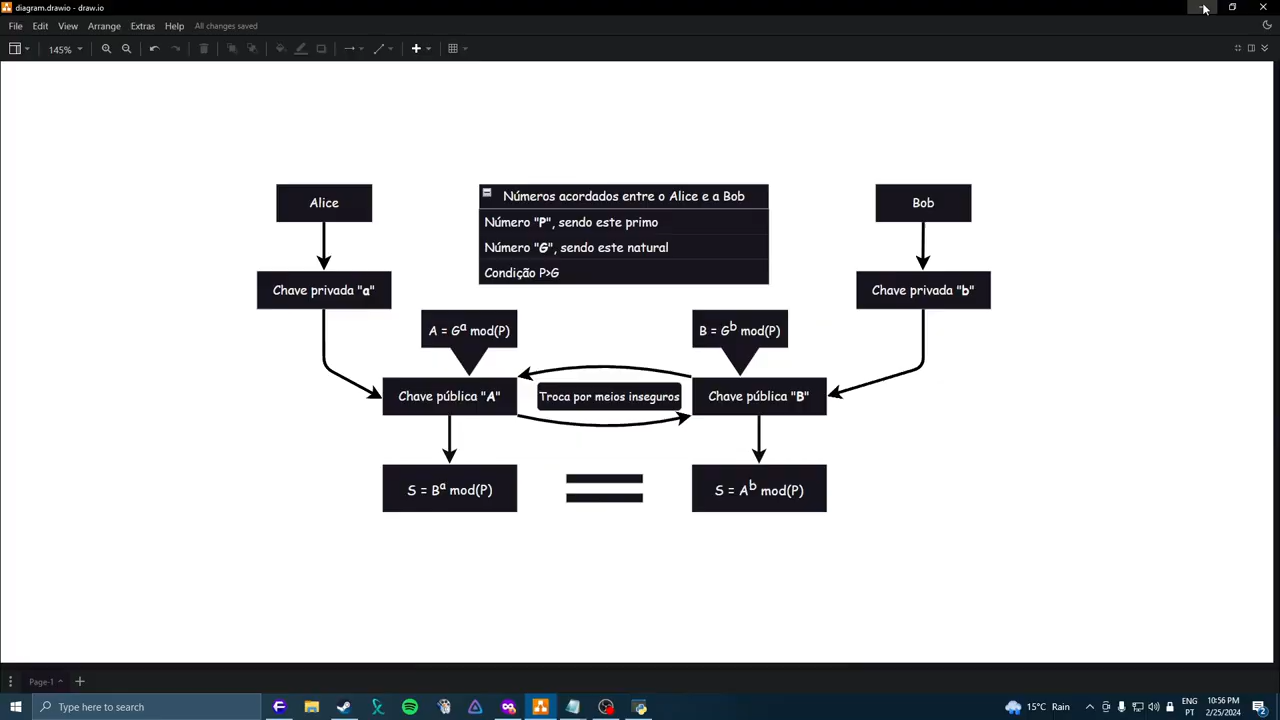 diagram.drawio - draw.io
File Edit View Arrange Extras Help All changes saved
145%
Alice
Números acordados entre o Alice e a Bob
Bob
Número "P", sendo este primo
Número "G", sendo este natural
Condição P>G
Chave privada "a"
Chave privada "b"
A = Gᵃ mod(P)
B = Gᵇ mod(P)
Chave pública "A"
Troca por meios inseguros
Chave pública "B"
S = Bᵃ mod(P)
S = Aᵇ mod(P)
Page-1
Type here to search
15°C Rain
ENG
PT
10:56 PM
2/25/2024
2